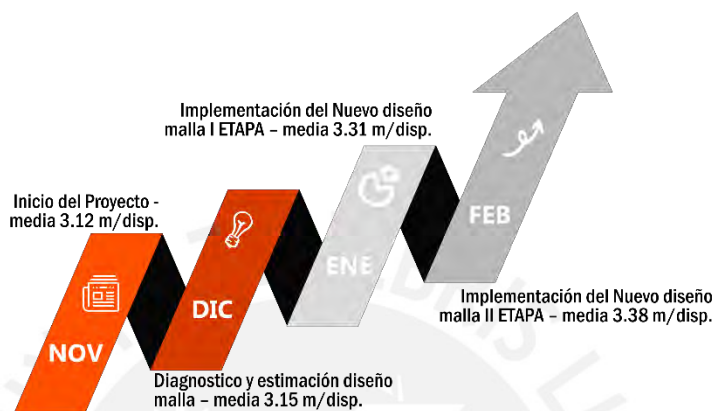 Implementación del Nuevo diseño
malla I ETAPA – media 3.31 m/disp.
Inicio del Proyecto -
media 3.12 m/disp.
FEB
ENE
DIC
NOV
Implementación del Nuevo diseño
malla II ETAPA – media 3.38 m/disp.
Diagnostico y estimación diseño
malla – media 3.15 m/disp.